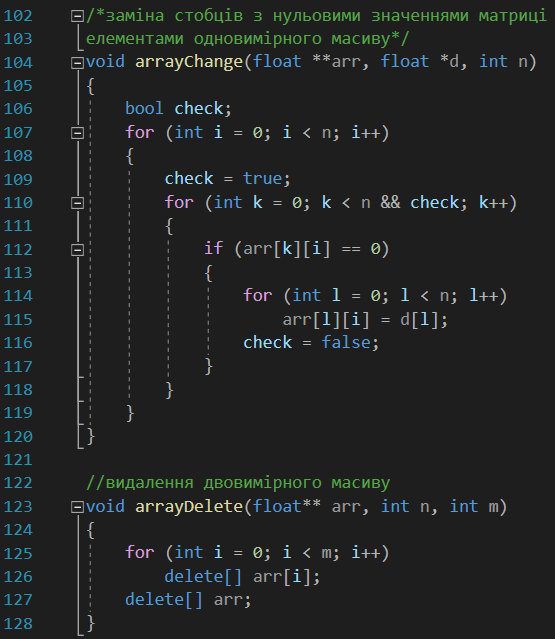 102 /*заміна стобців з нульовими значеннями матриці
103 елементами одновимірного масиву*/
104 void arrayChange(float **arr, float *d, int n)
105 {
106     bool check;
107     for (int i = 0; i < n; i++)
108     {
109         check = true;
110         for (int k = 0; k < n && check; k++)
111         {
112             if (arr[k][i] == 0)
113             {
114                 for (int l = 0; l < n; l++)
115                     arr[l][i] = d[l];
116                 check = false;
117             }
118         }
119     }
120 }
121
122 //видалення двовимірного масиву
123 void arrayDelete(float** arr, int n, int m)
124 {
125     for (int i = 0; i < m; i++)
126         delete[] arr[i];
127     delete[] arr;
128 }